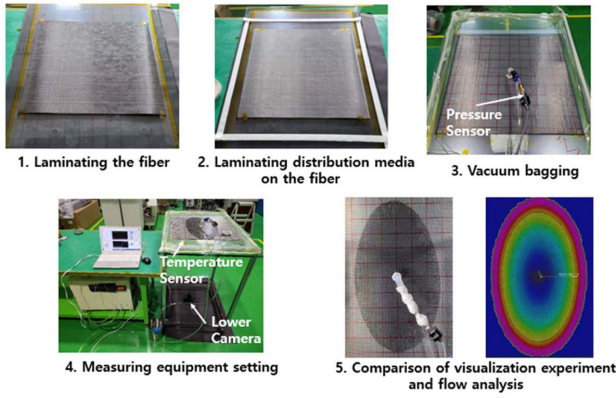 1. Laminating the fiber
2. Laminating distribution media
on the fiber
Pressure
Sensor
3. Vacuum bagging
Temperature
Sensor
Lower
Camera
4. Measuring equipment setting
5. Comparison of visualization experiment
and flow analysis